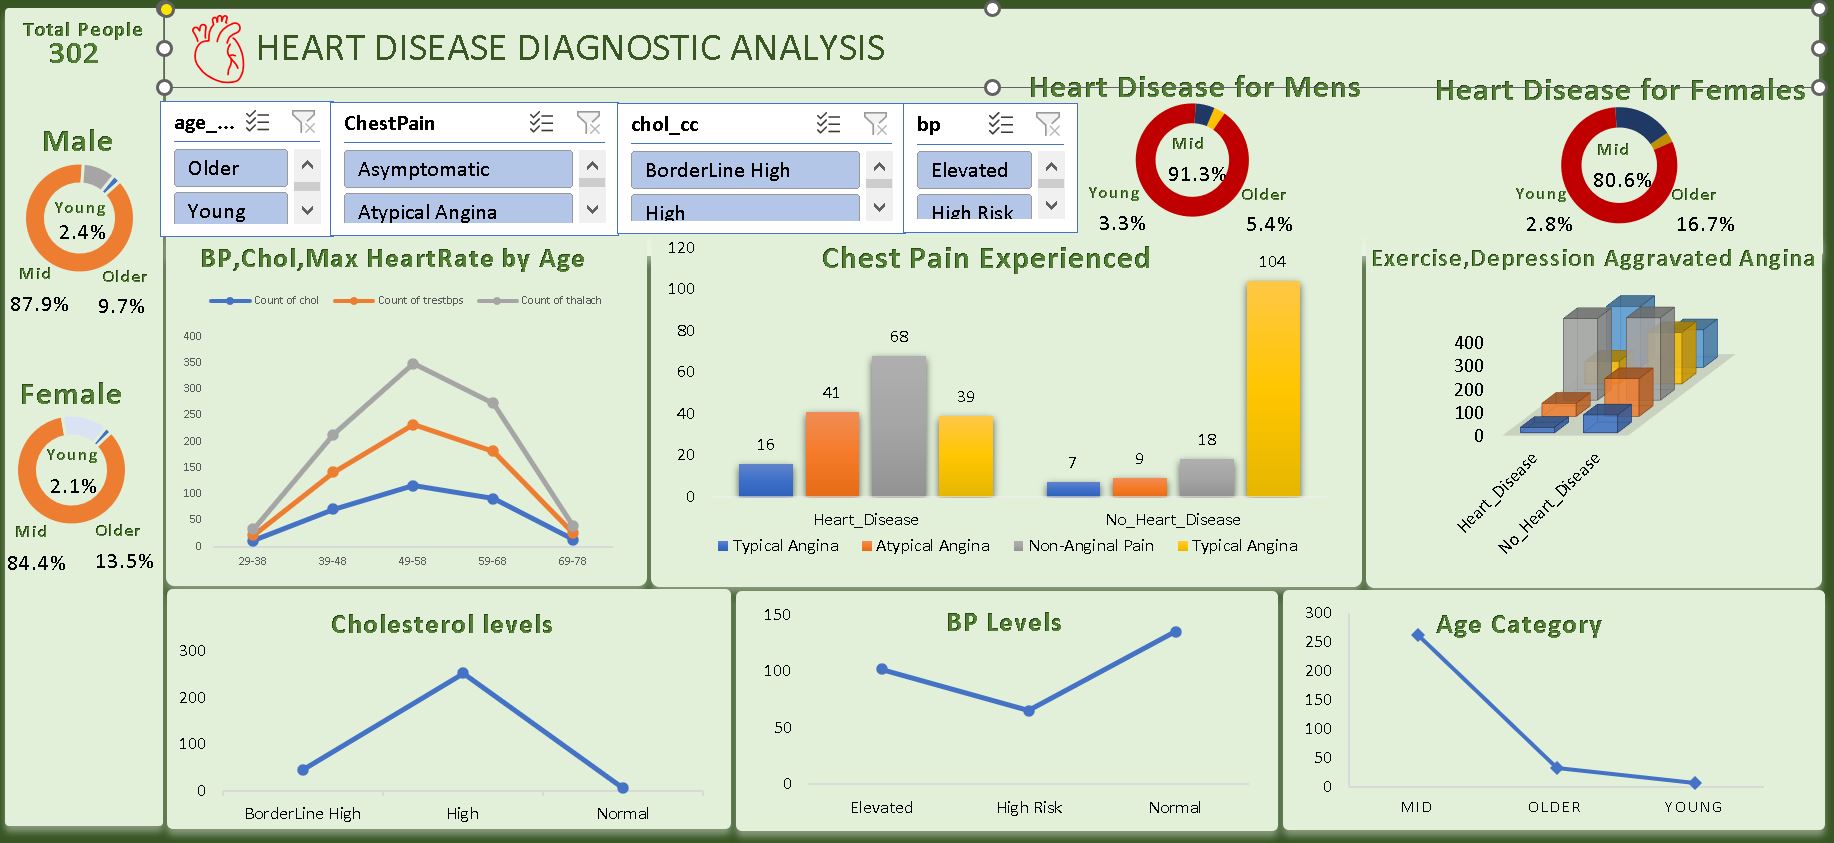 Total People
302
HEART DISEASE DIAGNOSTIC ANALYSIS
Male
Young
2.4%
Mid
Older
87.9%
9.7%
Female
Young
2.1%
Mid
Older
84.4%
13.5%
age_...
Older
Young
ChestPain
Asymptomatic
Atypical Angina
chol_cc
BorderLine High
High
bp
Elevated
High Risk
Heart Disease for Mens
Mid
91.3%
Young
Older
3.3%
5.4%
Heart Disease for Females
Mid
80.6%
Young
Older
2.8%
16.7%
BP,Chol,Max HeartRate by Age
Count of chol
Count of trestbps
Count of thalach
400
350
300
250
200
150
100
50
0
29-38
39-48
49-58
59-68
69-78
Chest Pain Experienced
120
100
80
60
40
20
0
16
41
68
39
7
9
18
104
Heart_Disease
No_Heart_Disease
Typical Angina
Atypical Angina
Non-Anginal Pain
Typical Angina
Exercise,Depression Aggravated Angina
400
300
200
100
0
Heart_Disease
No_Heart_Disease
Cholesterol levels
300
200
100
0
BorderLine High
High
Normal
BP Levels
150
100
50
0
Elevated
High Risk
Normal
Age Category
300
250
200
150
100
50
0
MID
OLDER
YOUNG